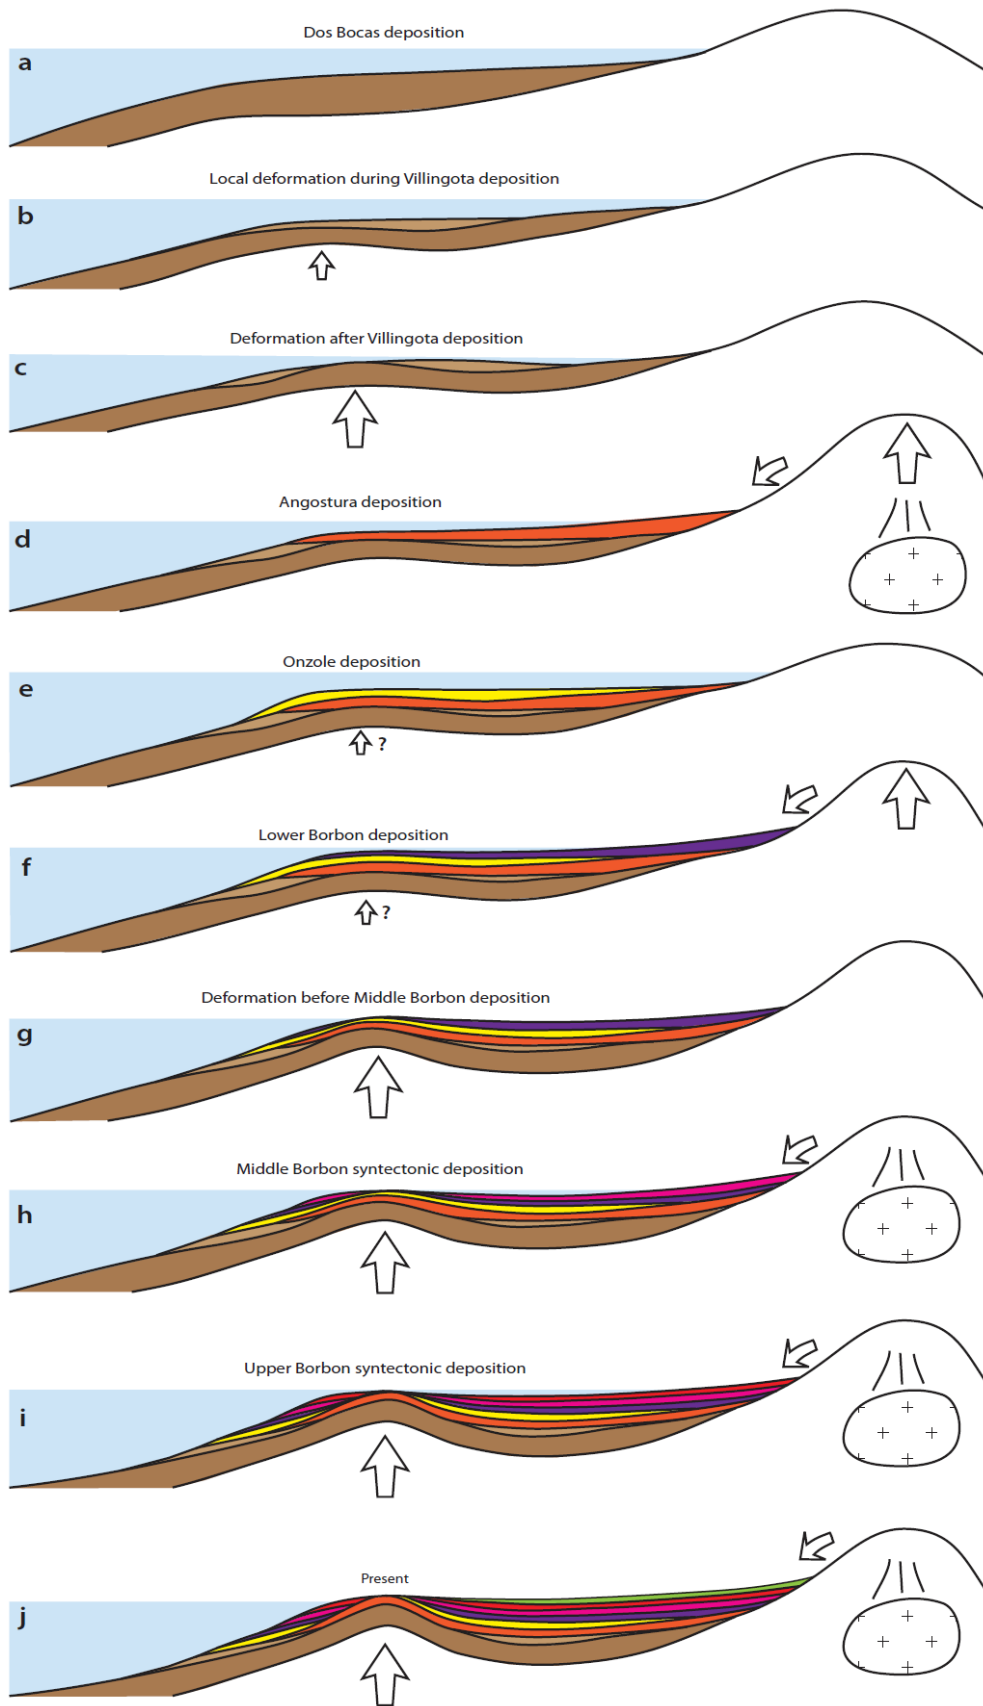 Dos Bocas deposition
a
Local deformation during Villingota deposition
b
Deformation after Villingota deposition
c
Angostura deposition
d
Onzole deposition
e
?
Lower Borbon deposition
f
?
Deformation before Middle Borbon deposition
g
Middle Borbon syntectonic deposition
h
Upper Borbon syntectonic deposition
i
Present
j